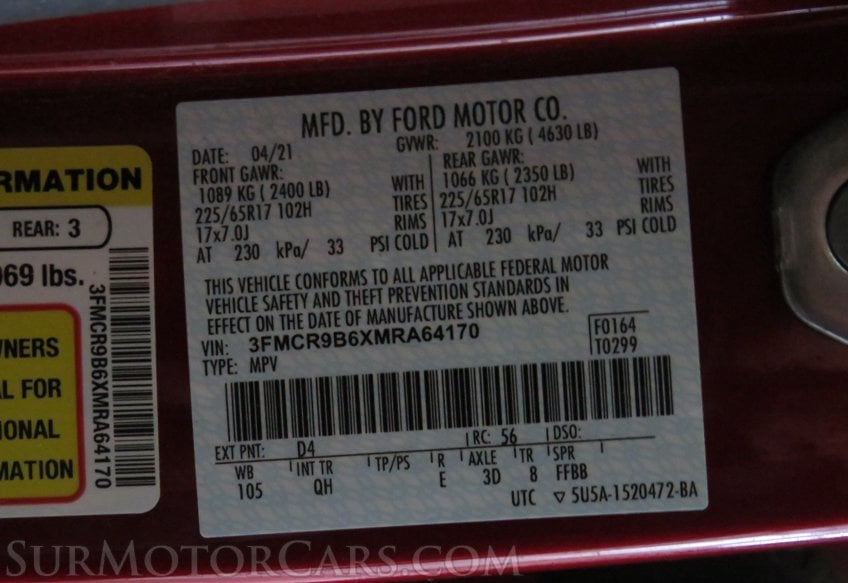 RMATION
REAR: 3
069 lbs.
3FMCR9B6XMRA64170
WNERS
AL FOR
IONAL
MATION
MFD. BY FORD MOTOR CO.
DATE: 04/21 GVWR: 2100 KG ( 4630 LB)
FRONT GAWR: REAR GAWR:
1089 KG ( 2400 LB) WITH 1066 KG ( 2350 LB) WITH
225/65R17 102H TIRES 225/65R17 102H TIRES
17x7.0J RIMS 17x7.0J RIMS
AT 230 kPa/ 33 PSI COLD AT 230 kPa/ 33 PSI COLD
THIS VEHICLE CONFORMS TO ALL APPLICABLE FEDERAL MOTOR
VEHICLE SAFETY AND THEFT PREVENTION STANDARDS IN
EFFECT ON THE DATE OF MANUFACTURE SHOWN ABOVE.
VIN: 3FMCR9B6XMRA64170 F0164
TYPE: MPV T0299
EXT PNT: D4 RC: 56 DSO:
WB INT TR TP/PS R AXLE TR SPR
105 QH E 3D 8 FFBB
UTC ▽ 5U5A-1520472-BA
SurMotorCars.com